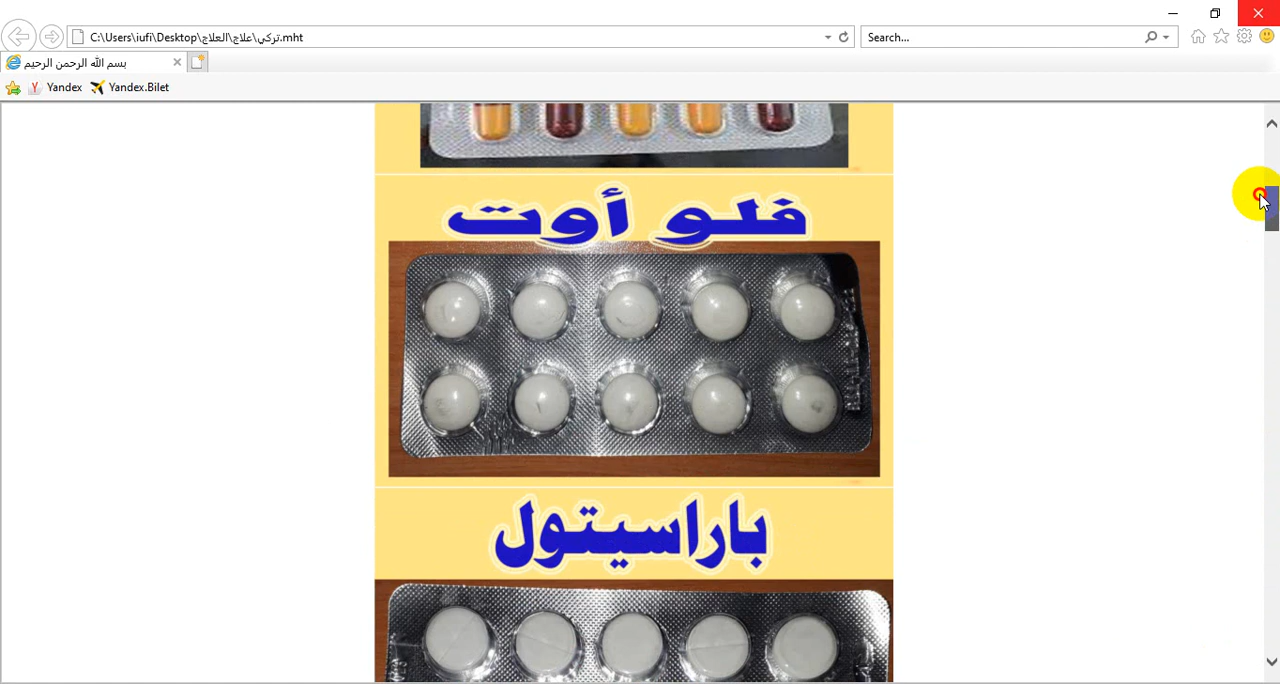 C:\Users\iufi\Desktop\علاج\العلاج\تركي.mht
Search...
بسم الله الرحمن الرحيم
Yandex
Yandex.Bilet
فلو أوت
باراسيتول